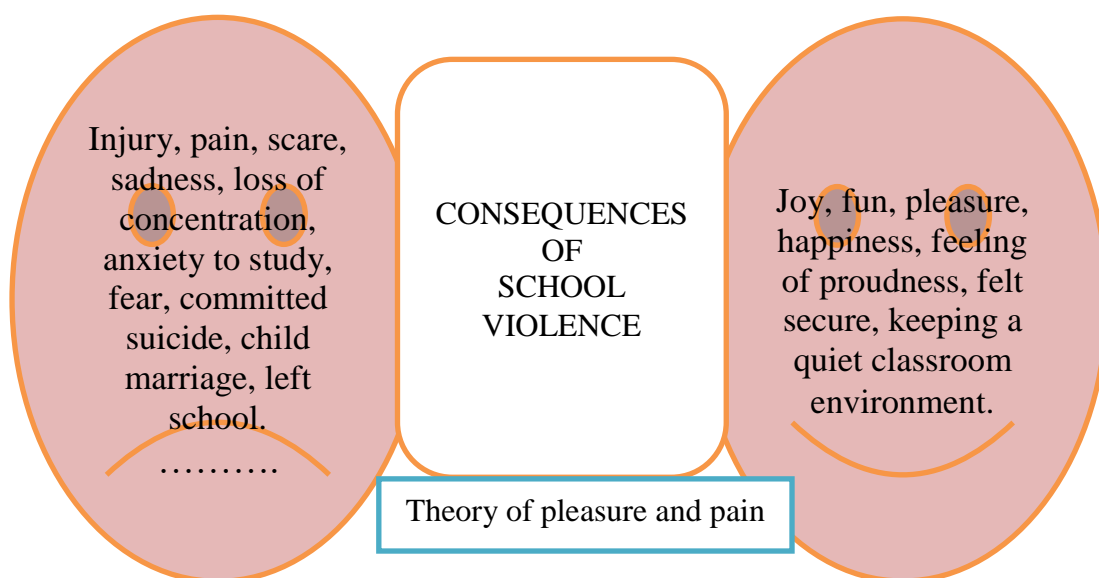 Injury, pain, scare,
sadness, loss of
concentration,
anxiety to study,
fear, committed
suicide, child
marriage, left
school.
……….
CONSEQUENCES
OF
SCHOOL
VIOLENCE
Joy, fun, pleasure,
happiness, feeling
of proudness, felt
secure, keeping a
quiet classroom
environment.
Theory of pleasure and pain